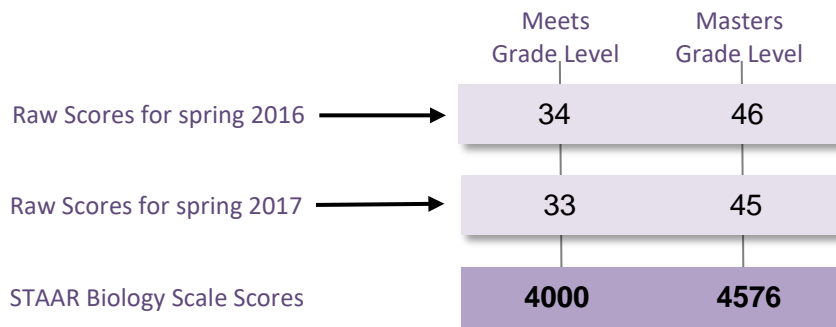 Meets Masters
Grade Level Grade Level
Raw Scores for spring 2016 34 46
Raw Scores for spring 2017 33 45
STAAR Biology Scale Scores 4000 4576